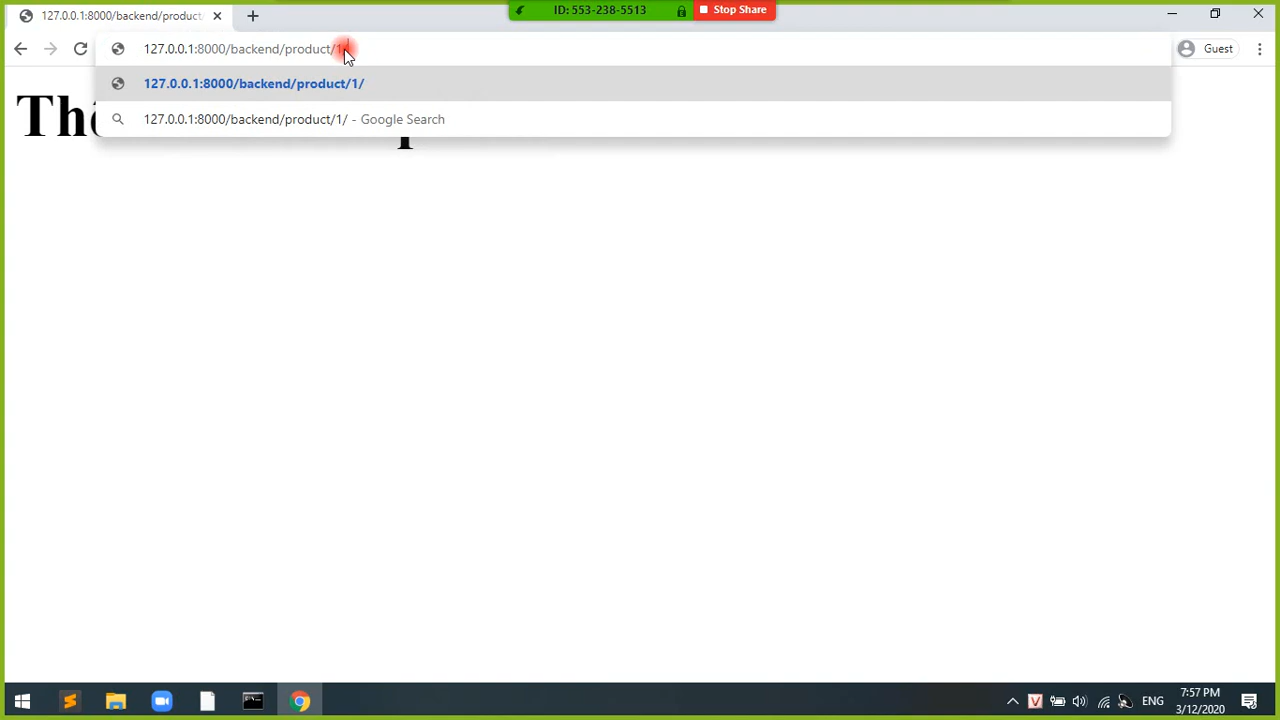 127.0.0.1:8000/backend/product/
ID: 553-238-5513
Stop Share
127.0.0.1:8000/backend/product/1/
Guest
127.0.0.1:8000/backend/product/1/
127.0.0.1:8000/backend/product/1/ - Google Search
ENG
7:57 PM
3/12/2020